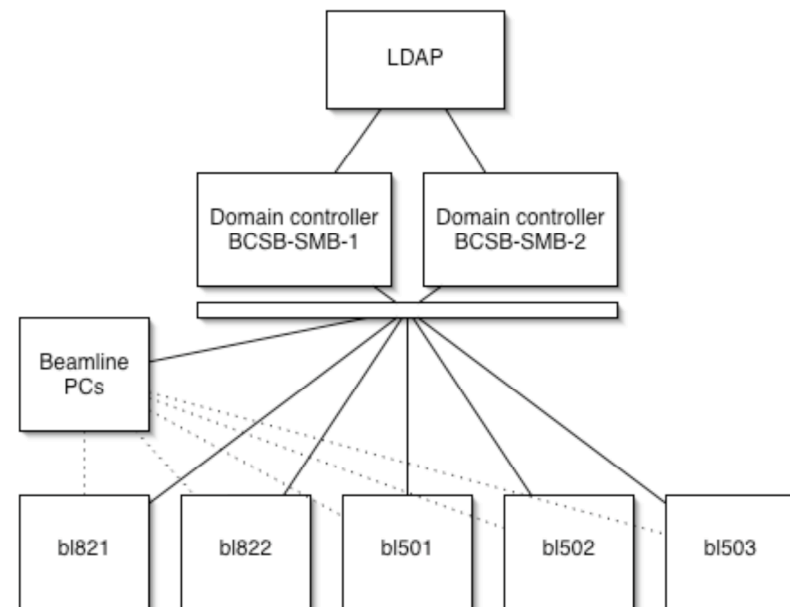 LDAP
Domain controller
BCSB-SMB-1
Domain controller
BCSB-SMB-2
Beamline
PCs
bl821
bl822
bl501
bl502
bl503